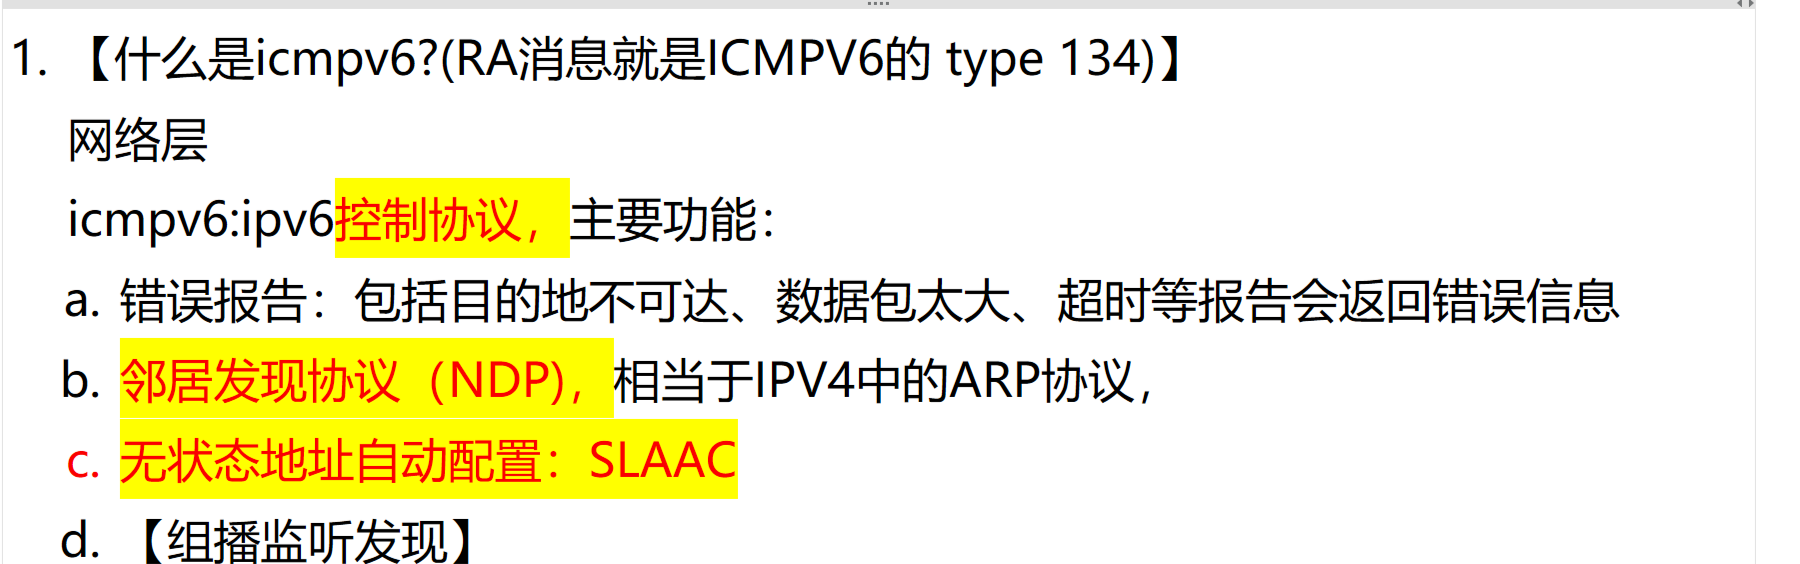 1. 【什么是icmpv6?(RA消息就是ICMPV6的 type 134)】
网络层
icmpv6:ipv6控制协议，主要功能：
a. 错误报告：包括目的地不可达、数据包太大、超时等报告会返回错误信息
b. 邻居发现协议（NDP)，相当于IPV4中的ARP协议，
c. 无状态地址自动配置：SLAAC
d. 【组播监听发现】